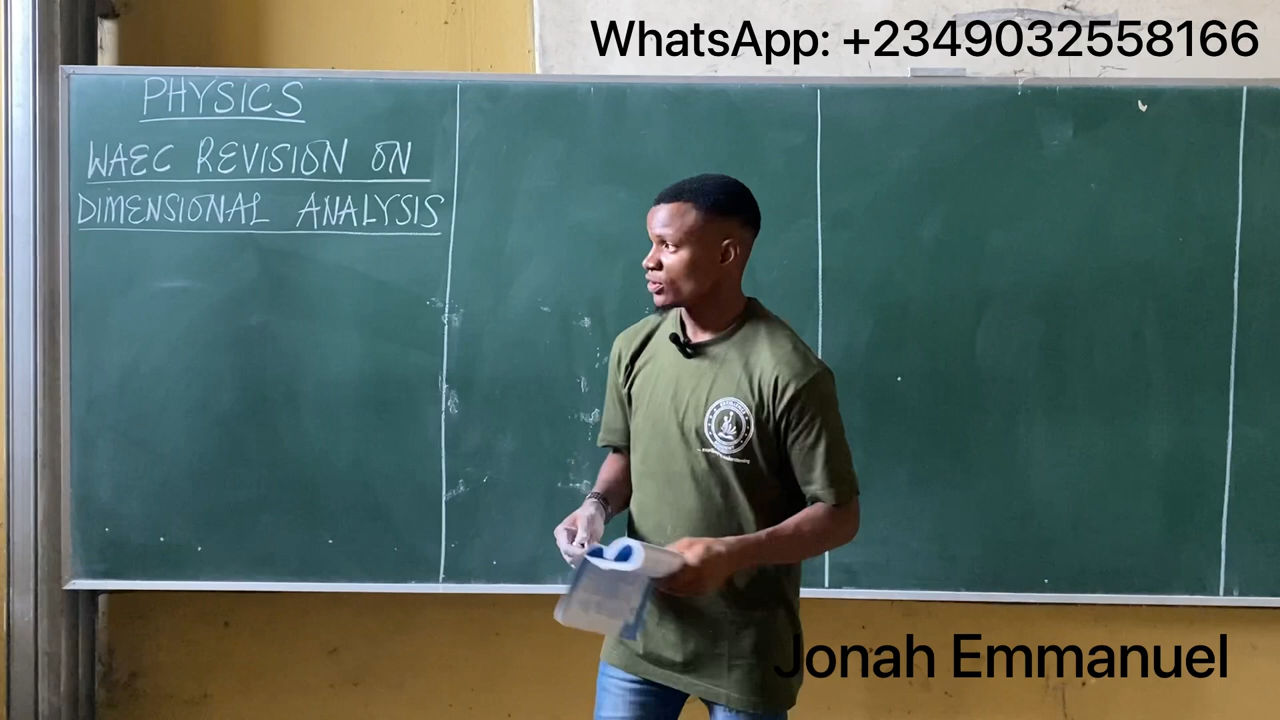 WhatsApp: +2349032558166
PHYSICS
WAEC REVISION ON
DIMENSIONAL ANALYSIS
Jonah Emmanuel